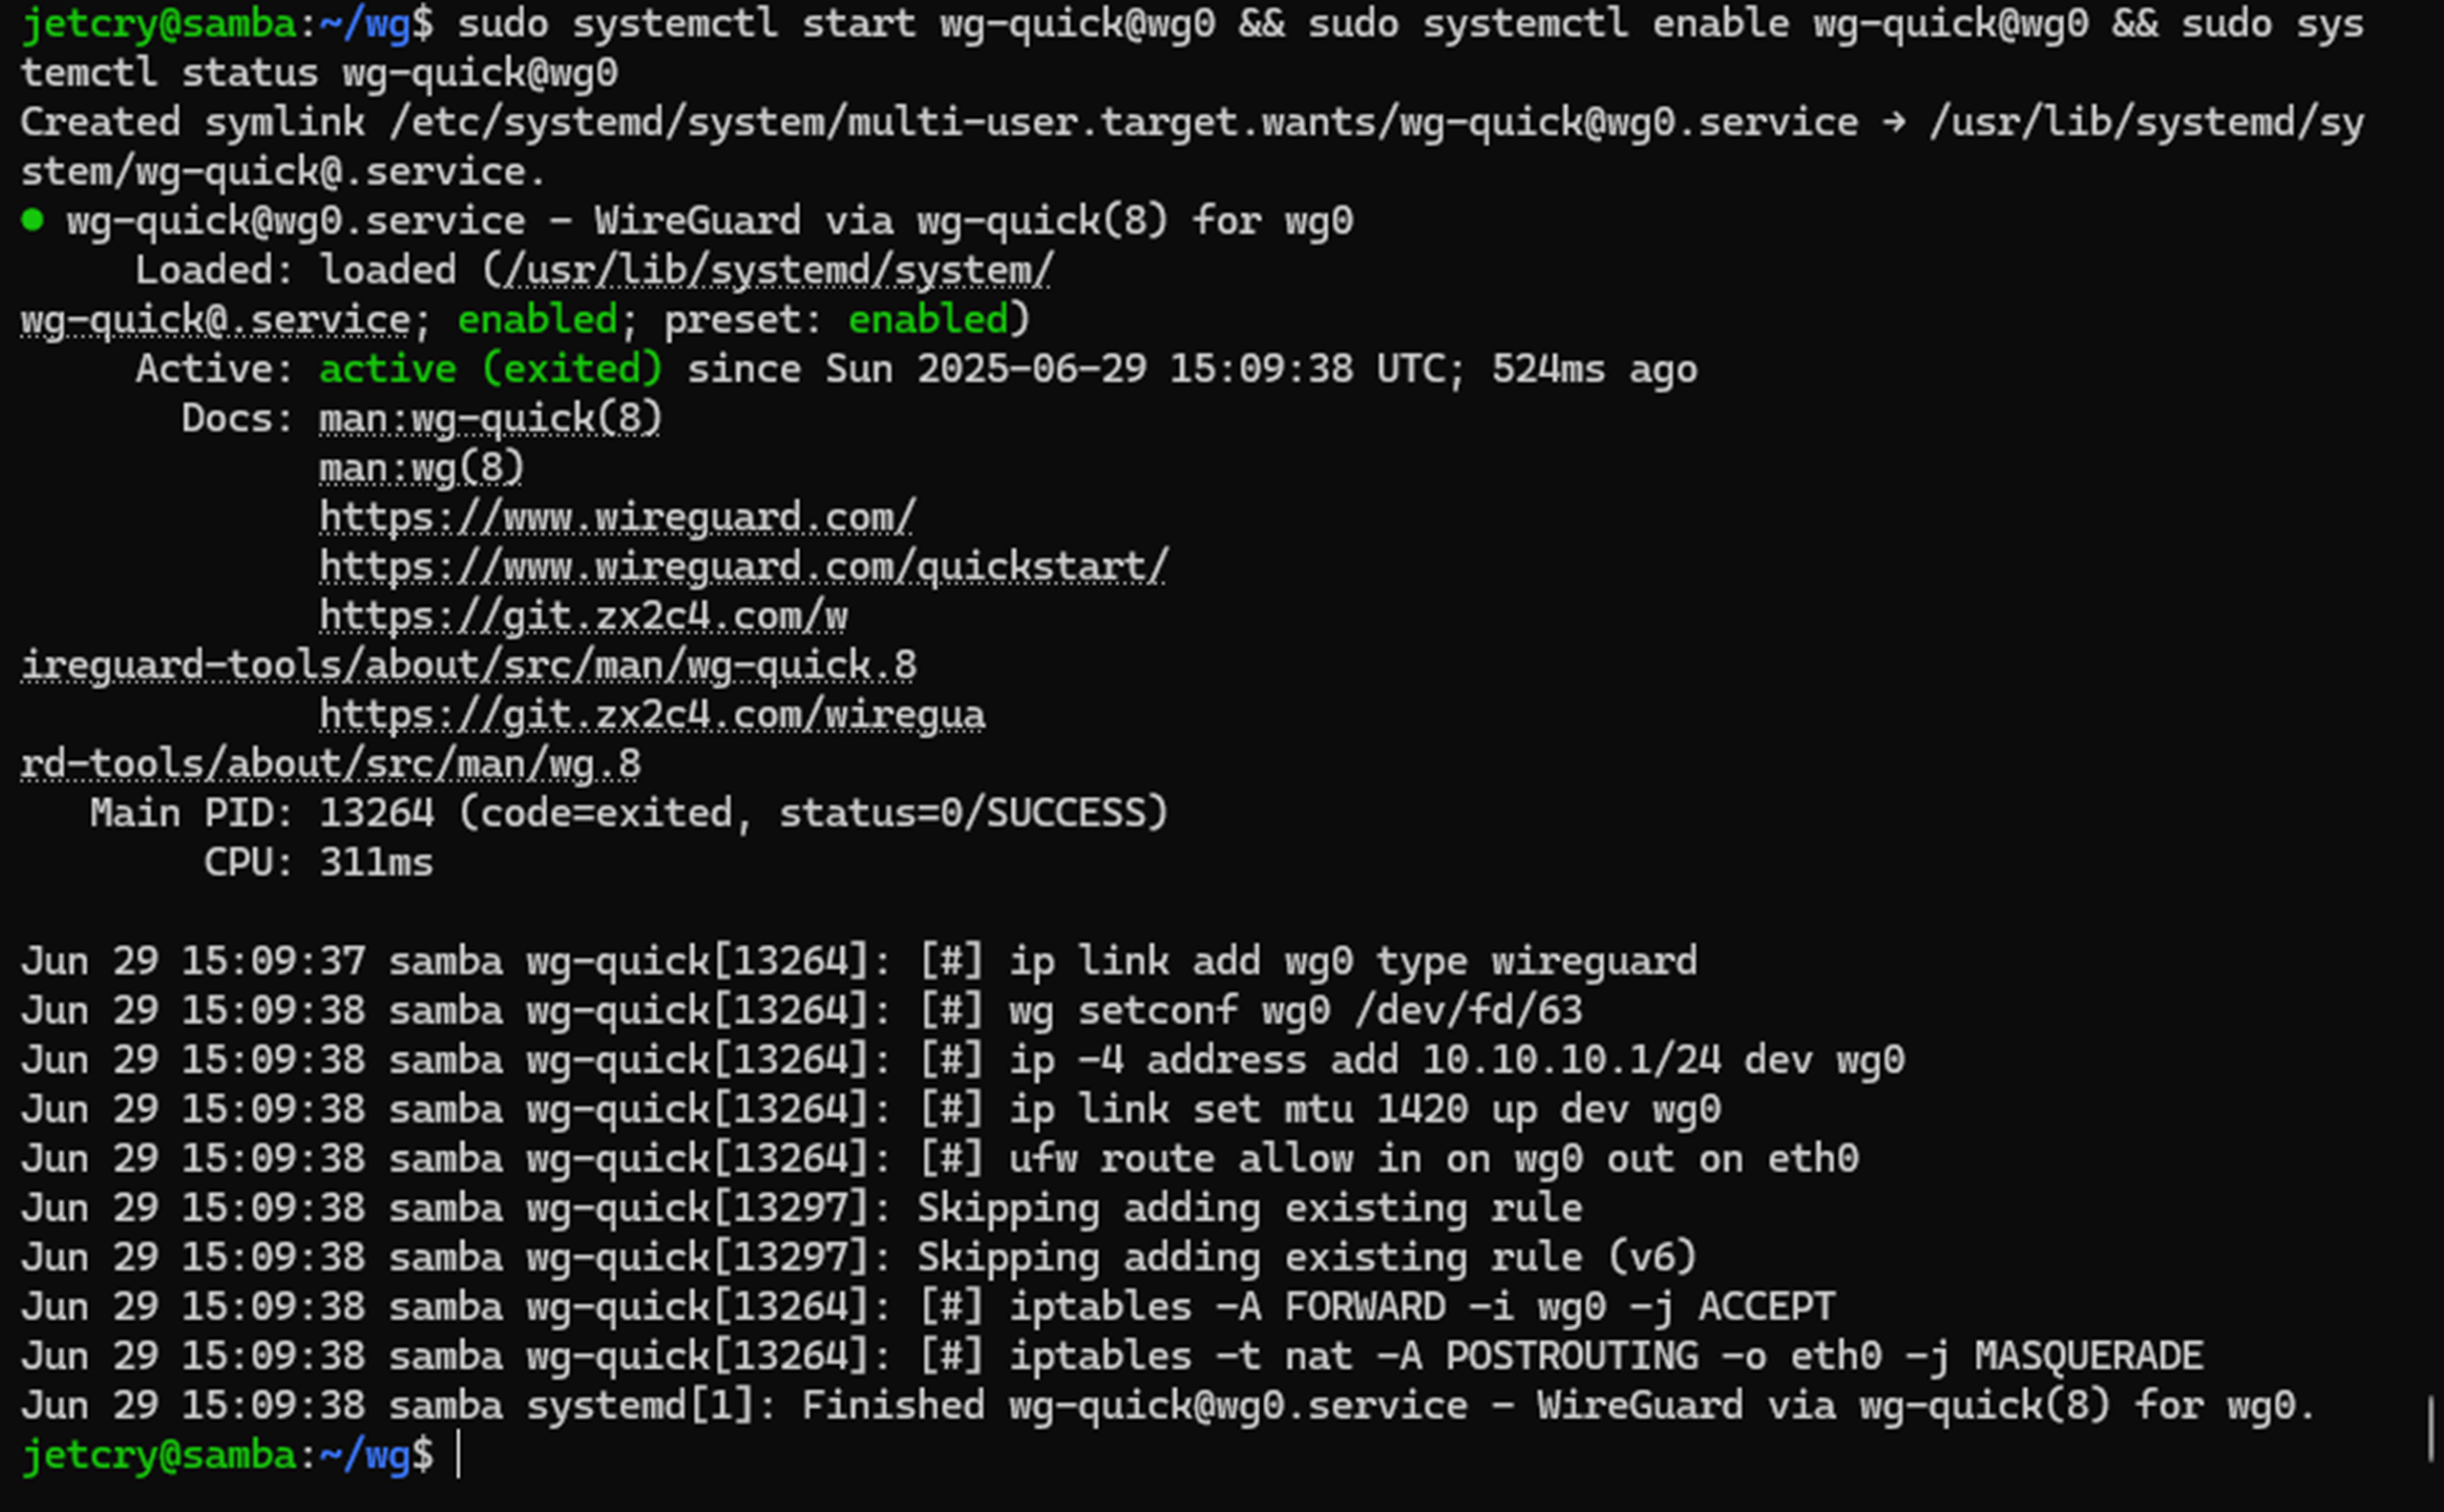 jetcry@samba:~/wg$ sudo systemctl start wg-quick@wg0 && sudo systemctl enable wg-quick@wg0 && sudo sys
temctl status wg-quick@wg0
Created symlink /etc/systemd/system/multi-user.target.wants/wg-quick@wg0.service → /usr/lib/systemd/sy
stem/wg-quick@.service.
● wg-quick@wg0.service - WireGuard via wg-quick(8) for wg0
     Loaded: loaded (/usr/lib/systemd/system/
wg-quick@.service; enabled; preset: enabled)
     Active: active (exited) since Sun 2025-06-29 15:09:38 UTC; 524ms ago
       Docs: man:wg-quick(8)
             man:wg(8)
             https://www.wireguard.com/
             https://www.wireguard.com/quickstart/
             https://git.zx2c4.com/w
ireguard-tools/about/src/man/wg-quick.8
             https://git.zx2c4.com/wiregua
rd-tools/about/src/man/wg.8
   Main PID: 13264 (code=exited, status=0/SUCCESS)
        CPU: 311ms

Jun 29 15:09:37 samba wg-quick[13264]: [#] ip link add wg0 type wireguard
Jun 29 15:09:38 samba wg-quick[13264]: [#] wg setconf wg0 /dev/fd/63
Jun 29 15:09:38 samba wg-quick[13264]: [#] ip -4 address add 10.10.10.1/24 dev wg0
Jun 29 15:09:38 samba wg-quick[13264]: [#] ip link set mtu 1420 up dev wg0
Jun 29 15:09:38 samba wg-quick[13264]: [#] ufw route allow in on wg0 out on eth0
Jun 29 15:09:38 samba wg-quick[13297]: Skipping adding existing rule
Jun 29 15:09:38 samba wg-quick[13297]: Skipping adding existing rule (v6)
Jun 29 15:09:38 samba wg-quick[13264]: [#] iptables -A FORWARD -i wg0 -j ACCEPT
Jun 29 15:09:38 samba wg-quick[13264]: [#] iptables -t nat -A POSTROUTING -o eth0 -j MASQUERADE
Jun 29 15:09:38 samba systemd[1]: Finished wg-quick@wg0.service - WireGuard via wg-quick(8) for wg0.
jetcry@samba:~/wg$